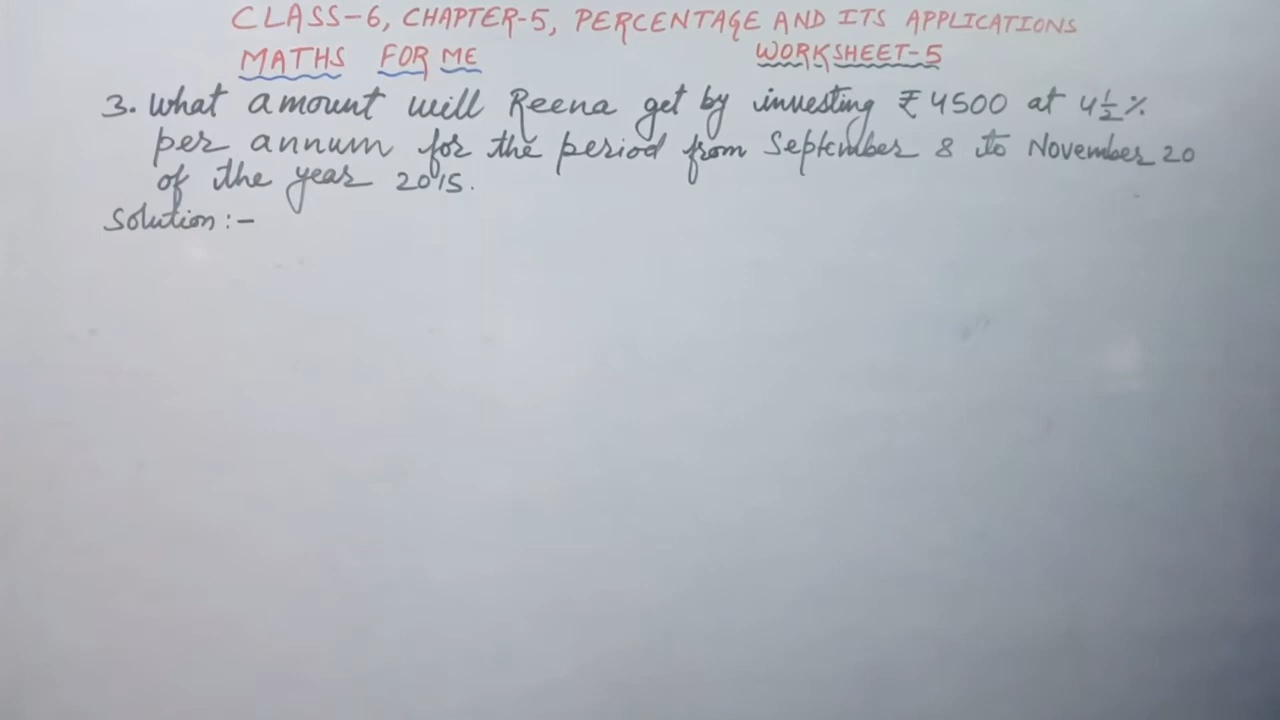 CLASS-6, CHAPTER-5, PERCENTAGE AND ITS APPLICATIONS
MATHS FOR ME WORKSHEET-5
3. What amount will Reena get by investing ₹4500 at 4½%
per annum for the period from September 8 to November 20
of the year 2015.
Solution:-